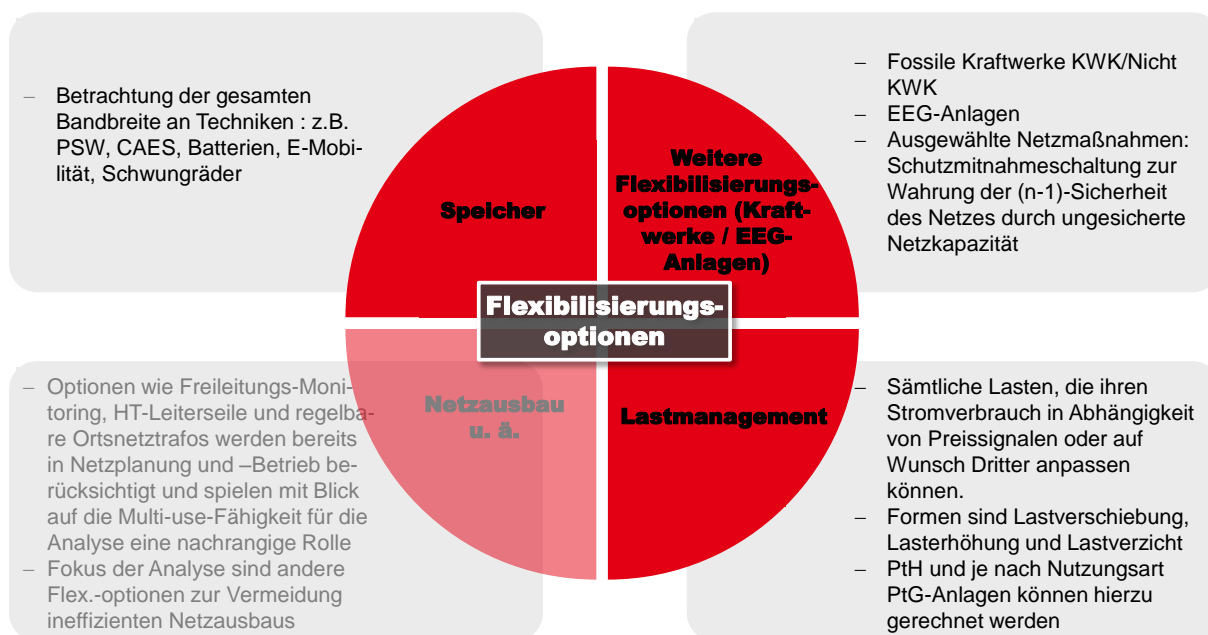 – Betrachtung der gesamten
Bandbreite an Techniken : z.B.
PSW, CAES, Batterien, E-Mobi-
lität, Schwungräder
Speicher
Weitere
Flexibilisierungs-
optionen (Kraft-
werke / EEG-
Anlagen)
– Fossile Kraftwerke KWK/Nicht
KWK
– EEG-Anlagen
– Ausgewählte Netzmaßnahmen:
Schutzmitnahmeschaltung zur
Wahrung der (n-1)-Sicherheit
des Netzes durch ungesicherte
Netzkapazität
Flexibilisierungs-
optionen
– Optionen wie Freileitungs-Moni-
toring, HT-Leiterseile und regelba-
re Ortsnetztrafos werden bereits
in Netzplanung und –Betrieb be-
rücksichtigt und spielen mit Blick
auf die Multi-use-Fähigkeit für die
Analyse eine nachrangige Rolle
– Fokus der Analyse sind andere
Flex.-optionen zur Vermeidung
ineffizienten Netzausbaus
Netzausbau
u. ä.
Lastmanagement
– Sämtliche Lasten, die ihren
Stromverbrauch in Abhängigkeit
von Preissignalen oder auf
Wunsch Dritter anpassen
können.
– Formen sind Lastverschiebung,
Lasterhöhung und Lastverzicht
– PtH und je nach Nutzungsart
PtG-Anlagen können hierzu
gerechnet werden